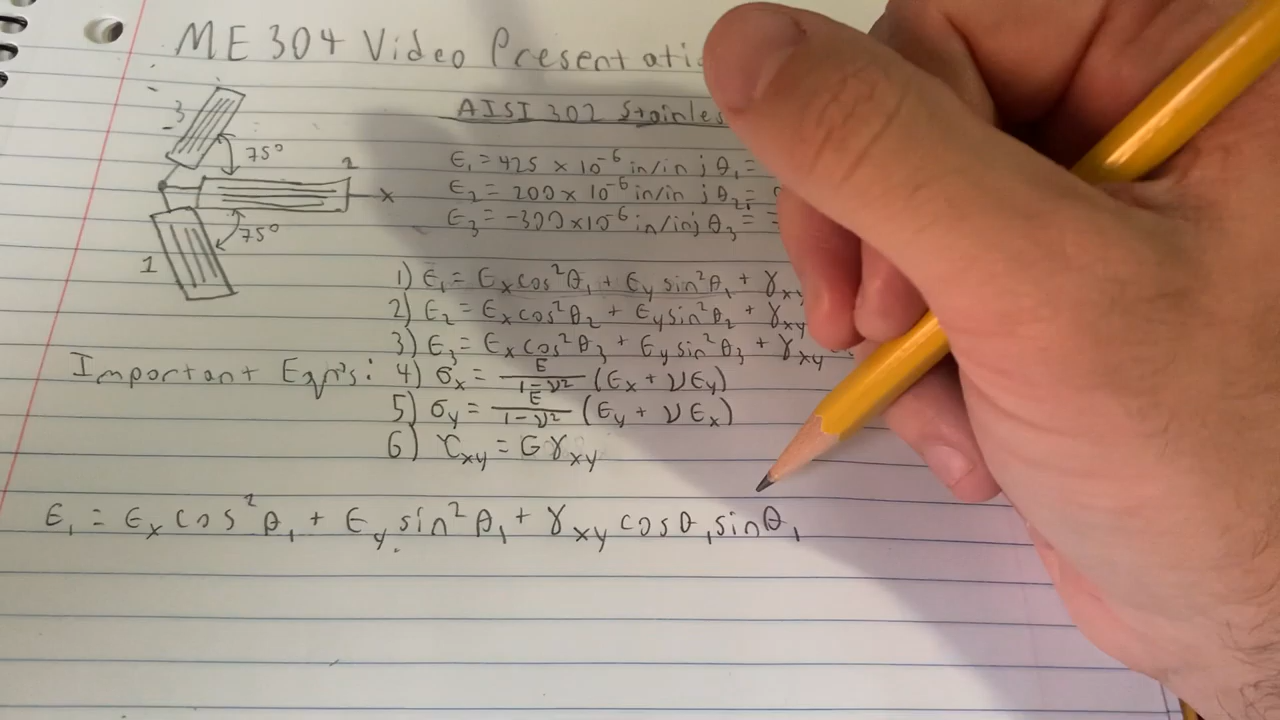 ME 304 Video
AISI 302
3
75°
2
x
75°
1
ϵ₁ = 425 × 10⁻⁶ in/in ; θ₁ =
ϵ₂ = 200 × 10⁻⁶ in/in ; θ₂ =
ϵ₃ = -300 × 10⁻⁶ in/in ; θ₃ =
1) ϵ₁ = ϵₓ cos²θ₁ + ϵy sin²θ₁ + γxy
2) ϵ₂ = ϵₓ cos²θ₂ + ϵy sin²θ₂ + γxy
3) ϵ₃ = ϵₓ cos²θ₃ + ϵy sin²θ₃ + γxy
Important Eqn's: 4) σₓ = E/(1-ν²) (ϵₓ + νϵy)
5) σy = E/(1-ν²) (ϵy + νϵₓ)
6) τxy = Gγxy
ϵ₁ = ϵₓ cos²θ₁ + ϵy sin²θ₁ + γxy cosθ₁ sinθ₁